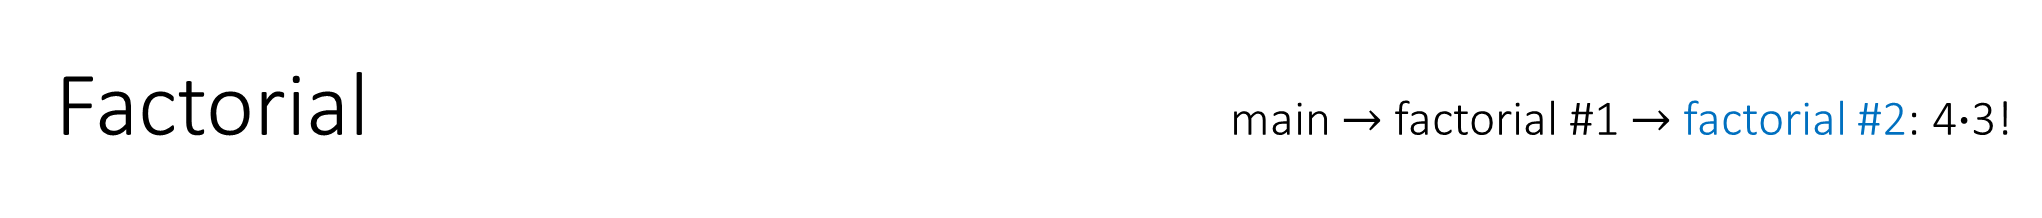 Factorial
main → factorial #1 → factorial #2: 4·3!